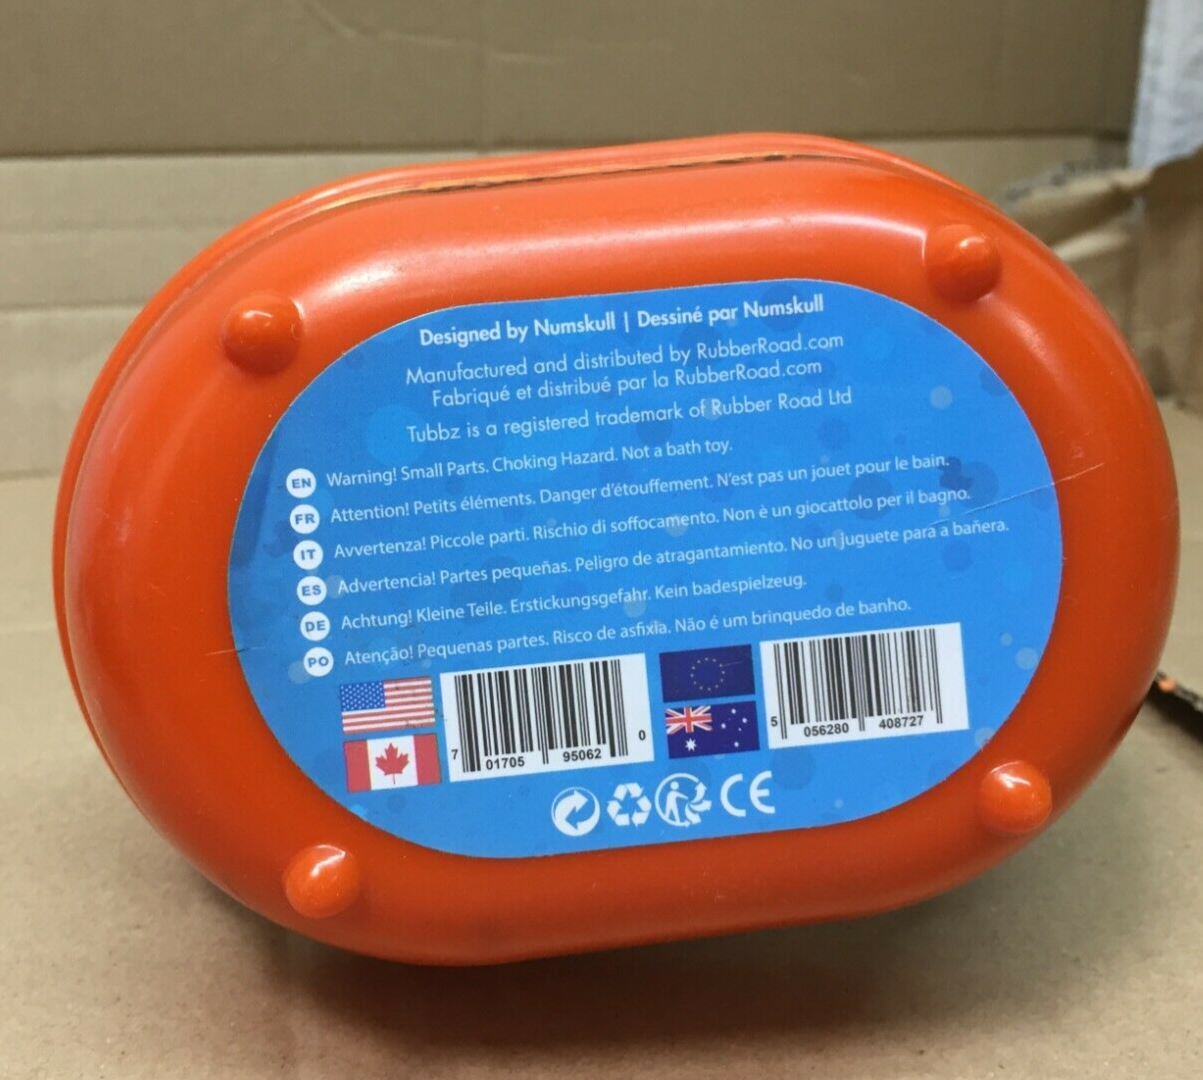 Designed by Numskull | Dessiné par Numskull
Manufactured and distributed by RubberRoad.com
Fabriqué et distribué par la RubberRoad.com
Tubbz is a registered trademark of Rubber Road Ltd
EN Warning! Small Parts. Choking Hazard. Not a bath toy.
FR Attention! Petits éléments. Danger d'étouffement. N'est pas un jouet pour le bain.
IT Avvertenza! Piccole parti. Rischio di soffocamento. Non è un giocattolo per il bagno.
ES Advertencia! Partes pequeñas. Peligro de atragantamiento. No un juguete para a bañera.
DE Achtung! Kleine Teile. Erstickungsgefahr. Kein badespielzeug.
PO Atenção! Pequenas partes. Risco de asfixia. Não é um brinquedo de banho.
7 01705 95062 0
5 056280 408727
CE